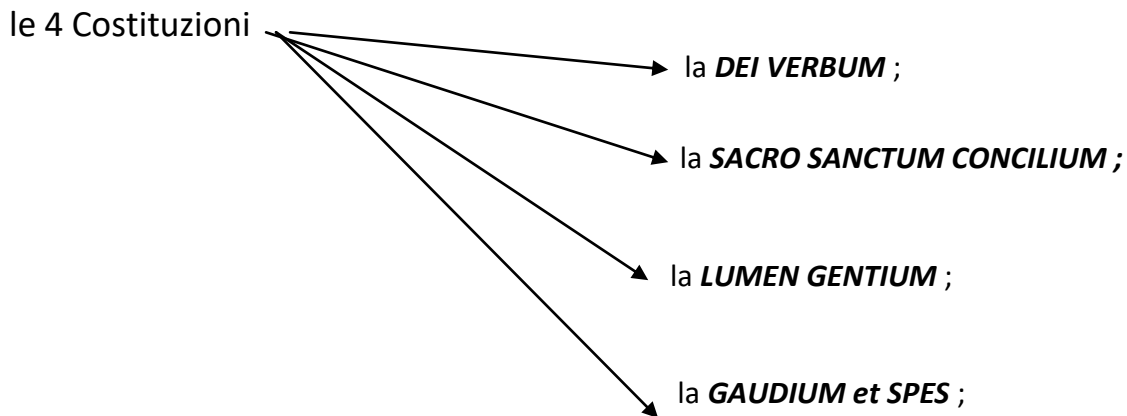 le 4 Costituzioni
la DEI VERBUM ;
la SACRO SANCTUM CONCILIUM ;
la LUMEN GENTIUM ;
la GAUDIUM et SPES ;